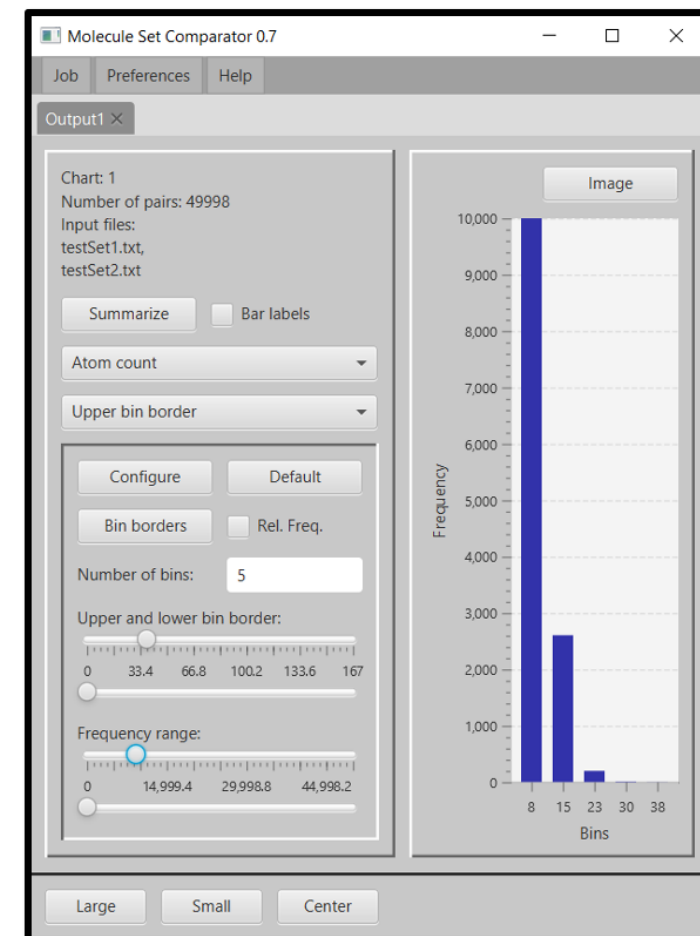 Molecule Set Comparator 0.7
Job Preferences Help
Output1
Chart: 1
Number of pairs: 49998
Input files:
testSet1.txt,
testSet2.txt
Summarize Bar labels
Atom count
Upper bin border
Configure Default
Bin borders Rel. Freq.
Number of bins: 5
Upper and lower bin border:
0 33.4 66.8 100.2 133.6 167
Frequency range:
0 14,999.4 29,998.8 44,998.2
Image
10,000
9,000
8,000
7,000
6,000
5,000
4,000
3,000
2,000
1,000
0
Frequency
8 15 23 30 38
Bins
Large Small Center